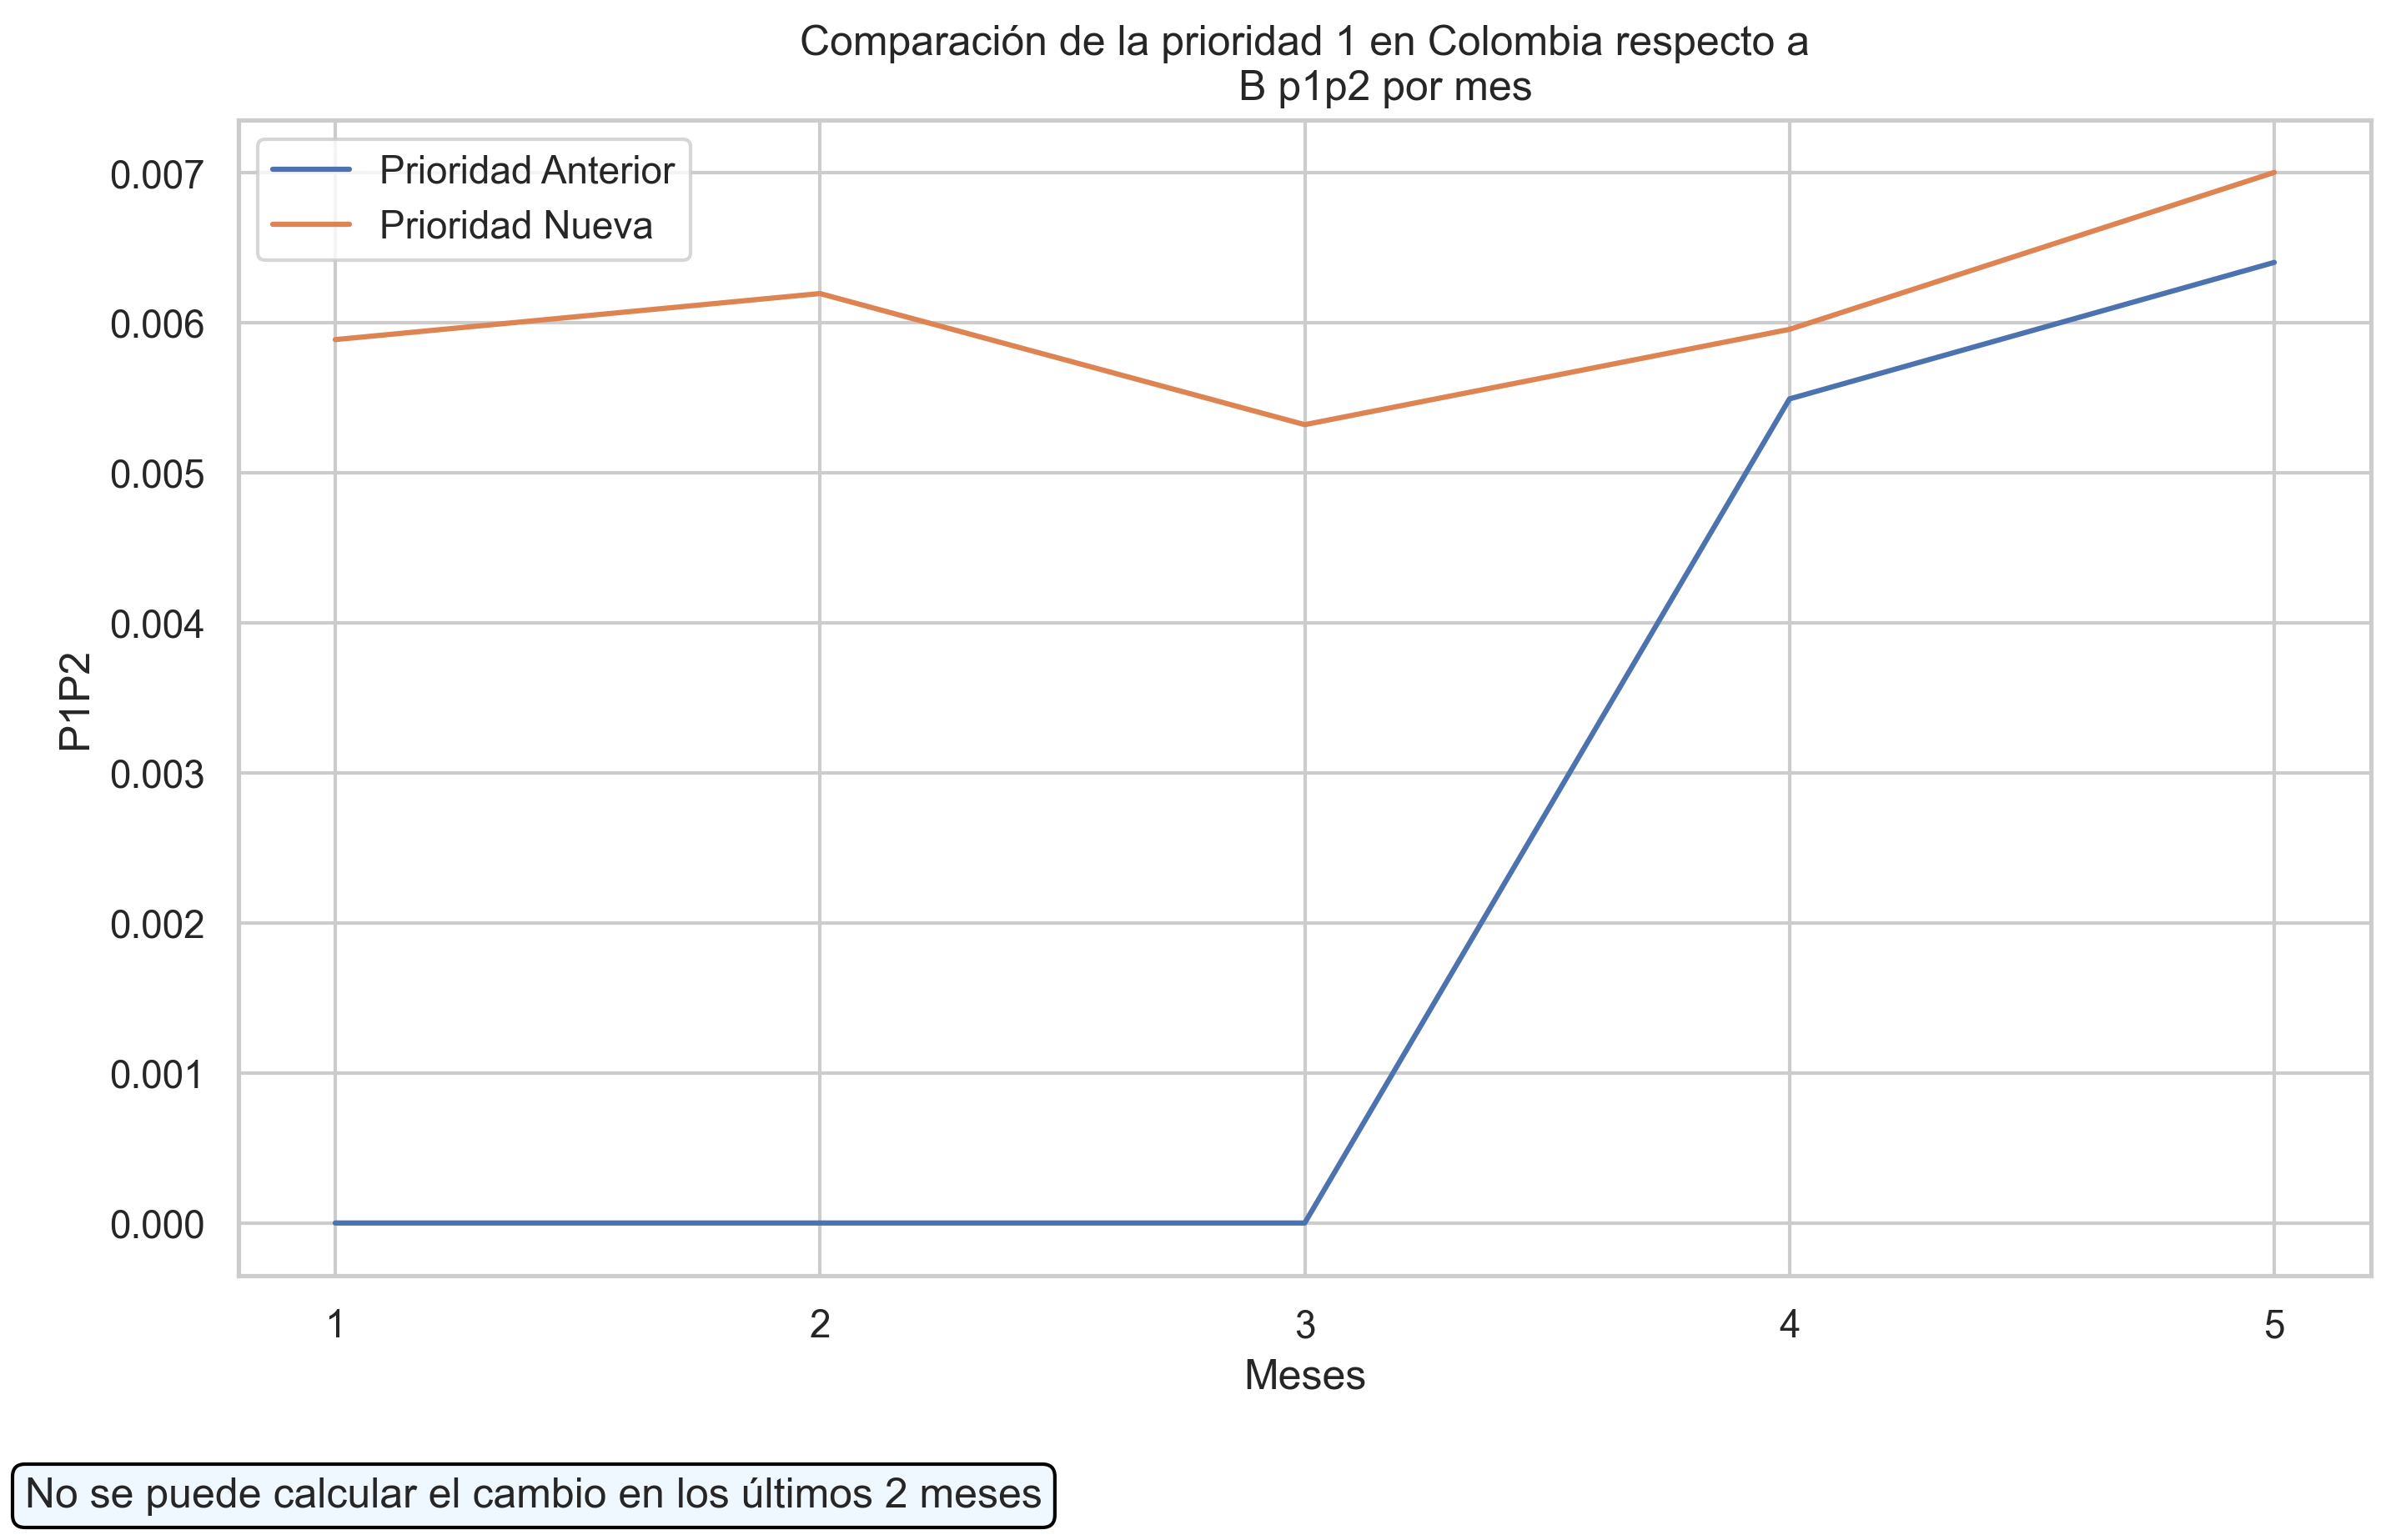 Comparación de la prioridad 1 en Colombia respecto a
B p1p2 por mes
Prioridad Anterior
Prioridad Nueva
0.007
0.006
0.005
0.004
0.003
0.002
0.001
0.000
P1P2
1 2 3 4 5
Meses
No se puede calcular el cambio en los últimos 2 meses